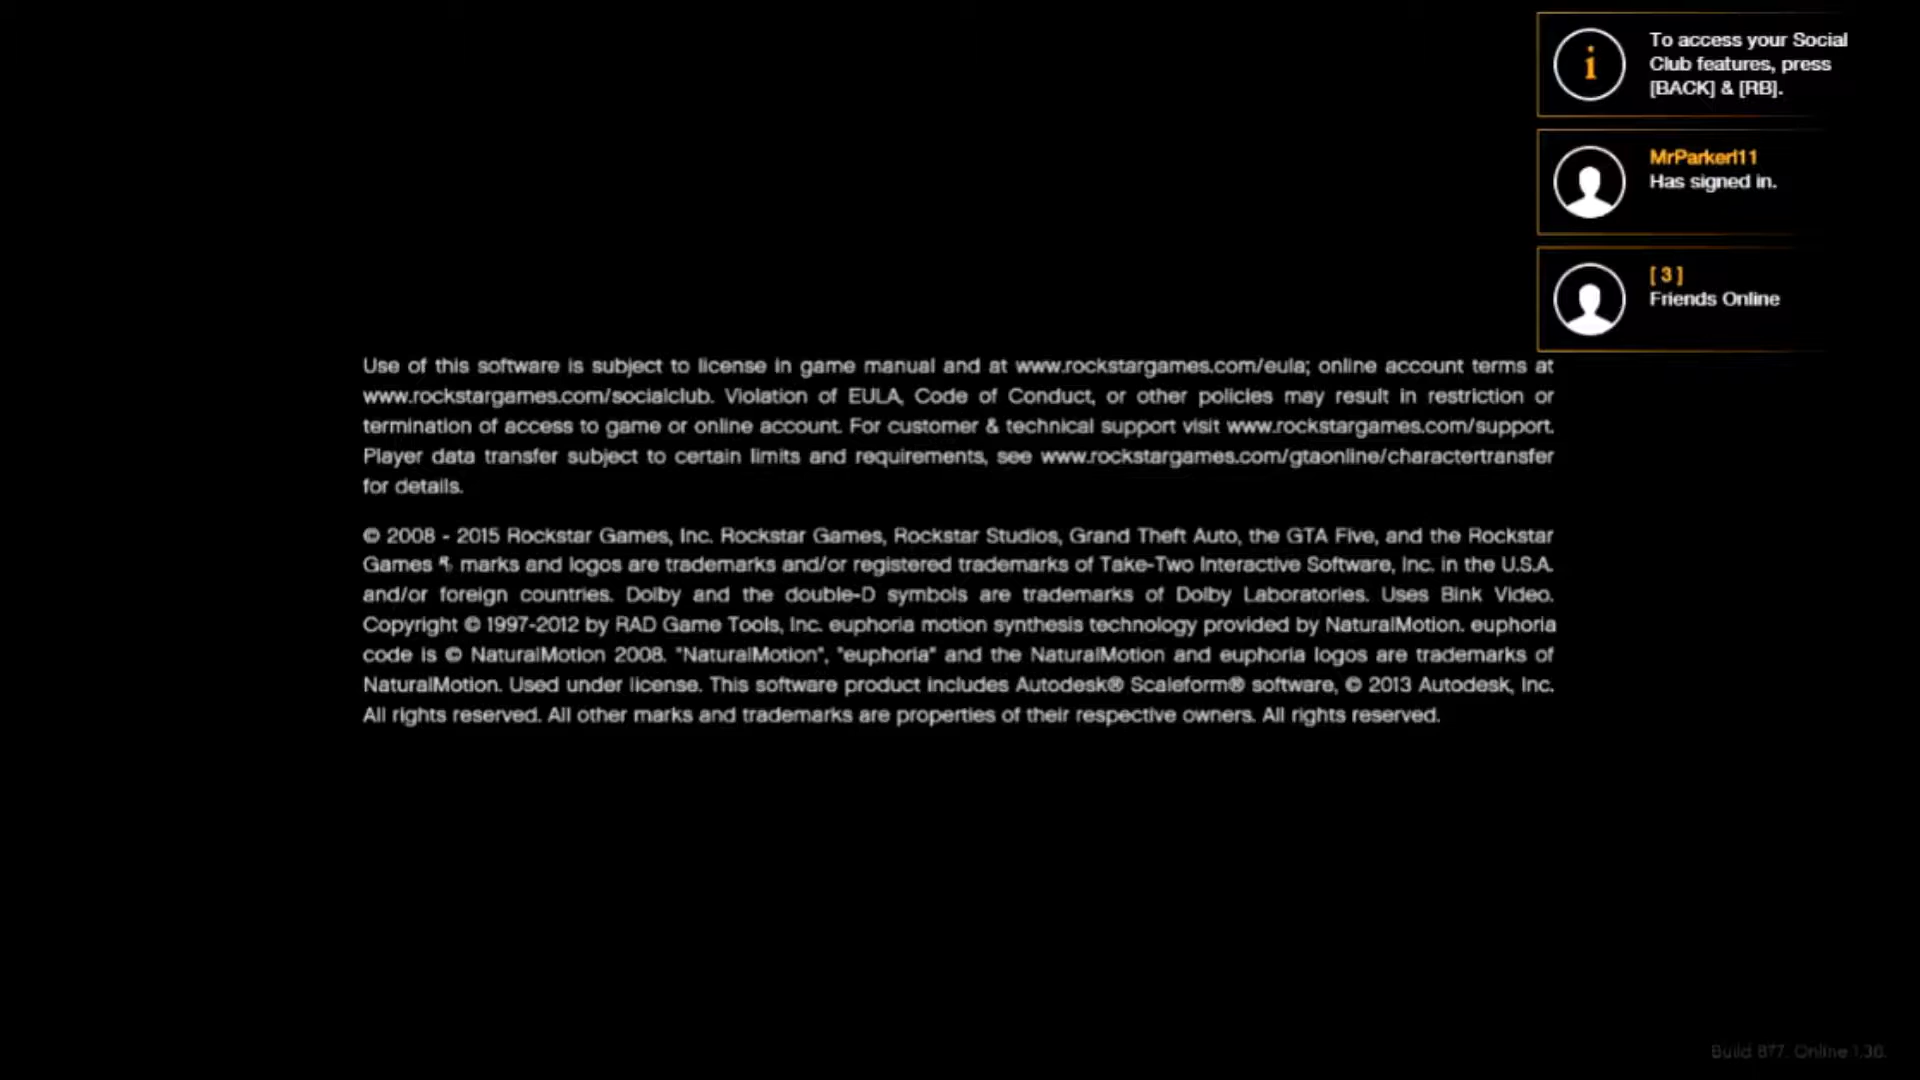 To access your Social
Club features, press
[BACK] & [RB].
MrParkerl11
Has signed in.
[ 3 ]
Friends Online
Use of this software is subject to license in game manual and at www.rockstargames.com/eula; online account terms at
www.rockstargames.com/socialclub. Violation of EULA, Code of Conduct, or other policies may result in restriction or
termination of access to game or online account. For customer & technical support visit www.rockstargames.com/support.
Player data transfer subject to certain limits and requirements, see www.rockstargames.com/gtaonline/charactertransfer
for details.
© 2008 - 2015 Rockstar Games, Inc. Rockstar Games, Rockstar Studios, Grand Theft Auto, the GTA Five, and the Rockstar
Games R* marks and logos are trademarks and/or registered trademarks of Take-Two Interactive Software, Inc. in the U.S.A.
and/or foreign countries. Dolby and the double-D symbols are trademarks of Dolby Laboratories. Uses Bink Video.
Copyright © 1997-2012 by RAD Game Tools, Inc. euphoria motion synthesis technology provided by NaturalMotion. euphoria
code is © NaturalMotion 2008. "NaturalMotion", "euphoria" and the NaturalMotion and euphoria logos are trademarks of
NaturalMotion. Used under license. This software product includes Autodesk® Scaleform® software, © 2013 Autodesk, Inc.
All rights reserved. All other marks and trademarks are properties of their respective owners. All rights reserved.
Build 877. Online 1.36.